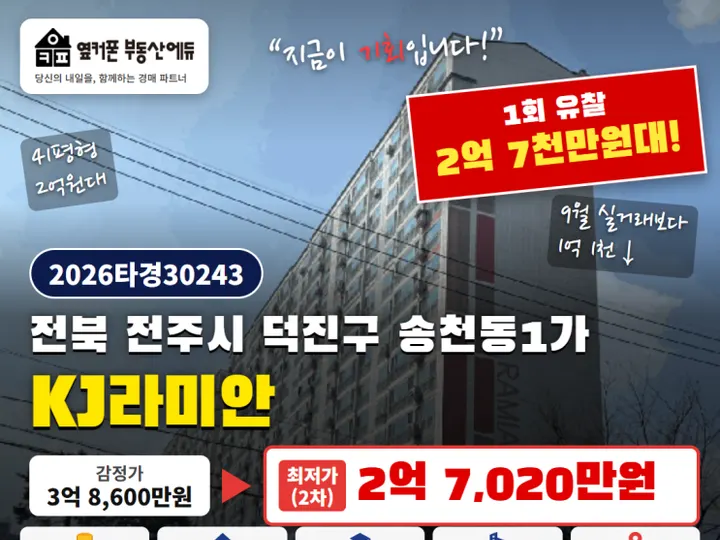 옆커폰 부동산에듀
당신의 내일을, 함께하는 경매 파트너
“지금이 기회입니다!”
1회 유찰
2억 7천만원대!
41평형
2억원대
9월 실거래보다
1억 1천 ↓
2026타경30243
전북 전주시 덕진구 송천동1가
KJ라미안
감정가
3억 8,600만원
최저가
(2차)
2억 7,020만원
RAMIA